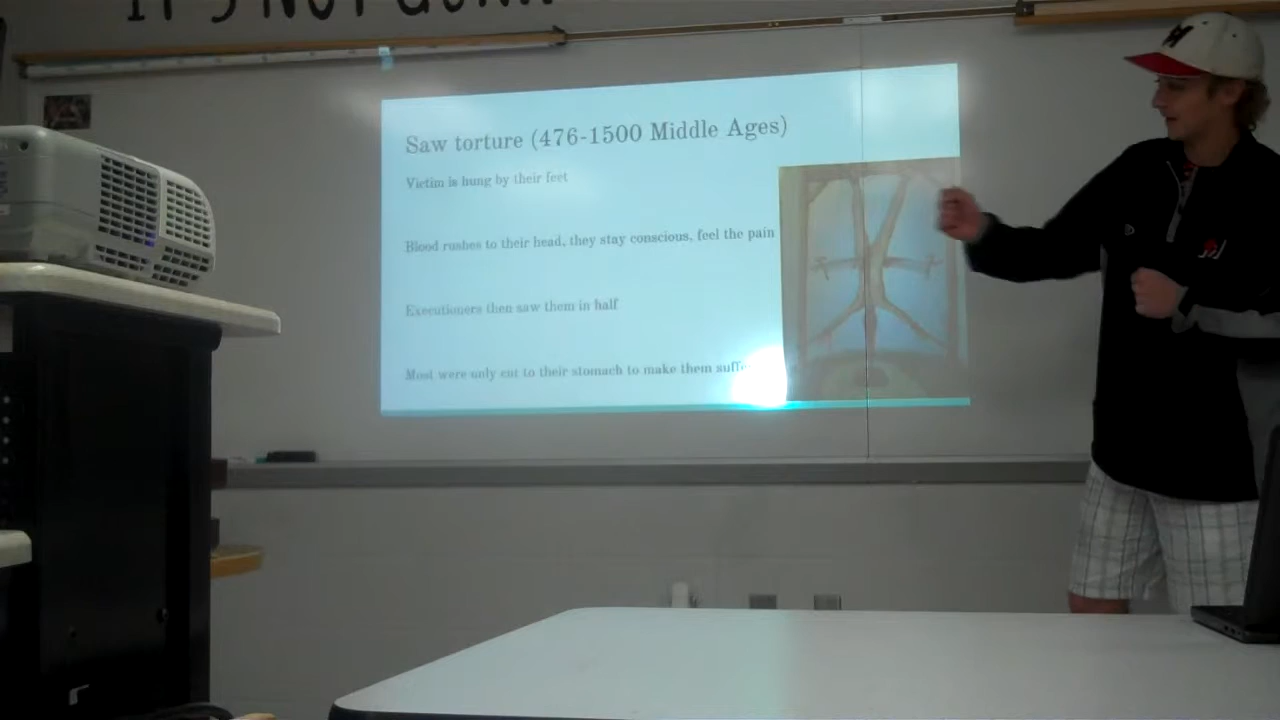 IT'S NOT
Saw torture (476-1500 Middle Ages)
Victim is hung by their feet
Blood rushes to their head, they stay conscious, feel the pain
Executioners then saw them in half
Most were only cut to their stomach to make them
H